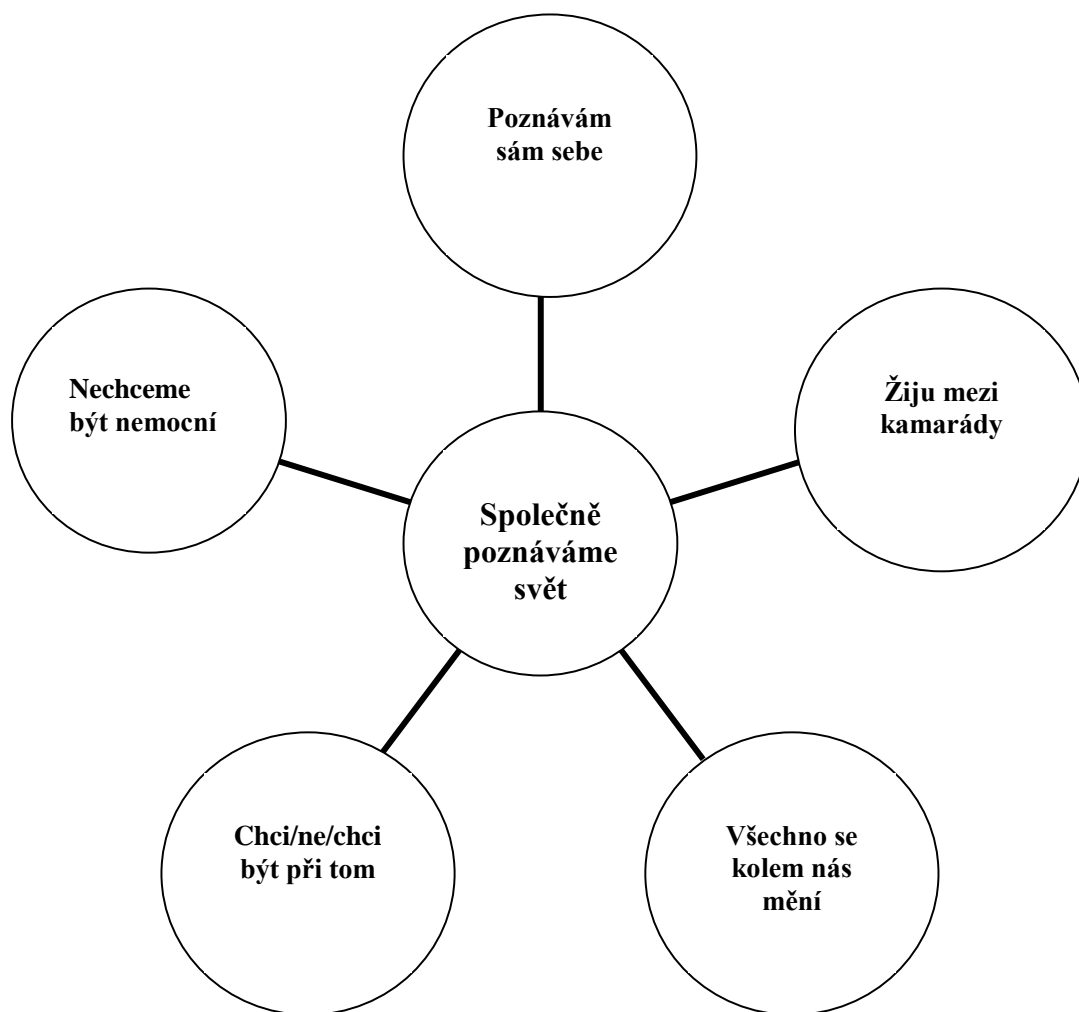 Poznávám
sám sebe
Nechceme
být nemocní
Žiju mezi
kamarády
Společně
poznáváme
svět
Chci/ne/chci
být při tom
Všechno se
kolem nás
mění